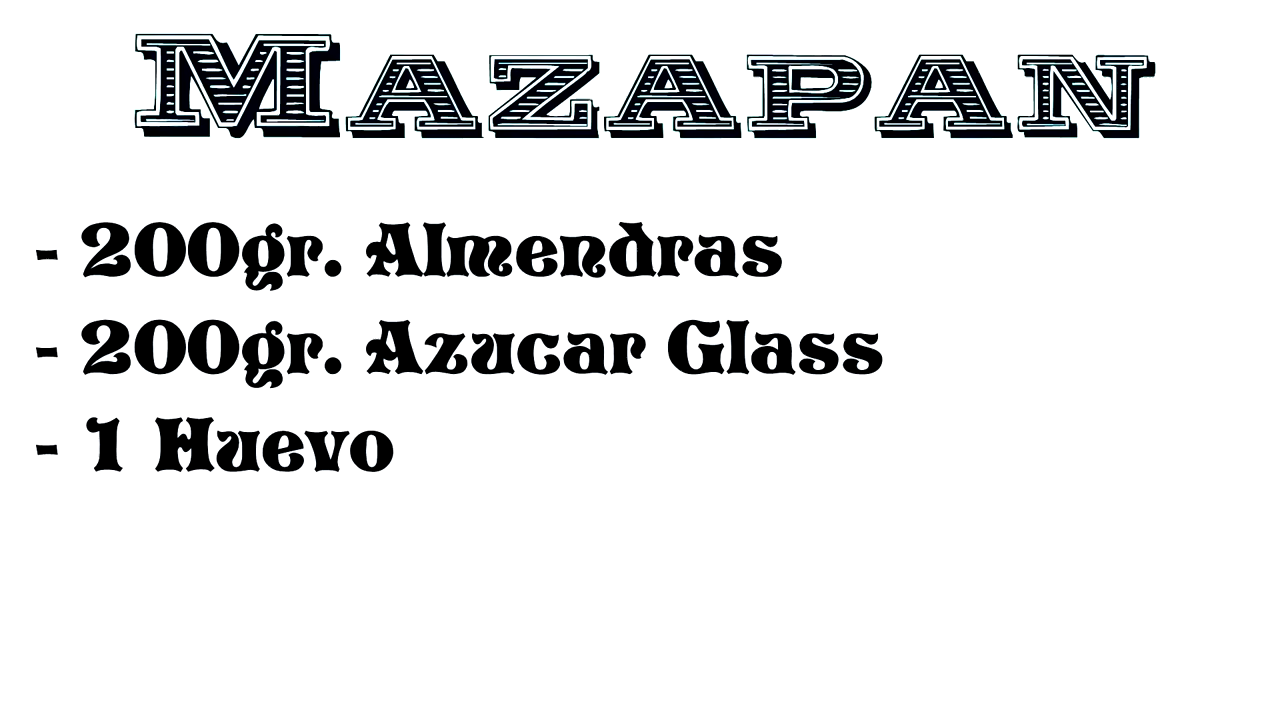 MAZAPAN
- 200gr. Almendras
- 200gr. Azucar Glass
- 1 Huevo